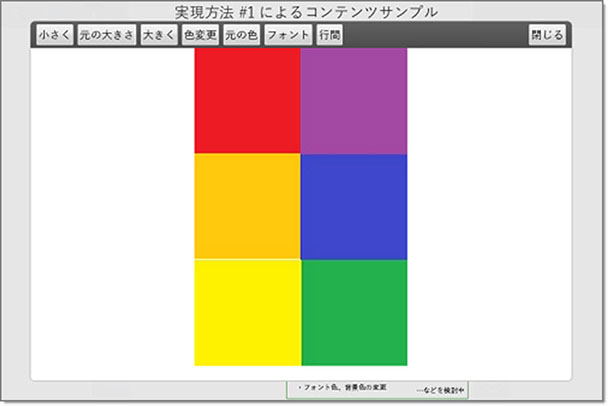 実現方法 #1 によるコンテンツサンプル
小さく 元の大きさ 大きく 色変更 元の色 フォント 行間 閉じる
・フォント色、背景色の変更
…などを検討中